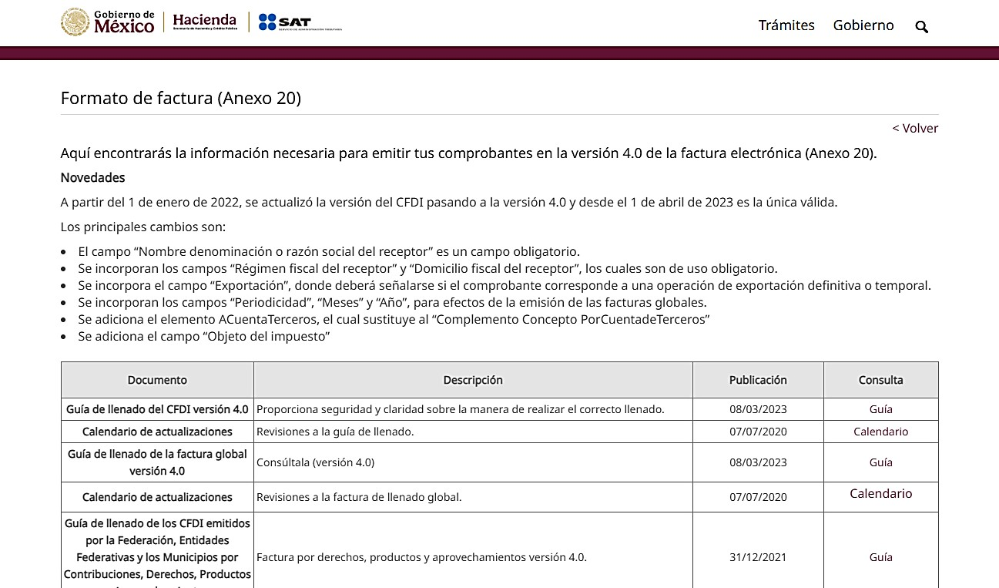 Gobierno de
México
Hacienda
Secretaría de Hacienda y Crédito Público
SAT
SERVICIO DE ADMINISTRACIÓN TRIBUTARIA
Trámites
Gobierno
Formato de factura (Anexo 20)
< Volver
Aquí encontrarás la información necesaria para emitir tus comprobantes en la versión 4.0 de la factura electrónica (Anexo 20).
Novedades
A partir del 1 de enero de 2022, se actualizó la versión del CFDI pasando a la versión 4.0 y desde el 1 de abril de 2023 es la única válida.
Los principales cambios son:
• El campo “Nombre denominación o razón social del receptor” es un campo obligatorio.
• Se incorporan los campos “Régimen fiscal del receptor” y “Domicilio fiscal del receptor”, los cuales son de uso obligatorio.
• Se incorpora el campo “Exportación”, donde deberá señalarse si el comprobante corresponde a una operación de exportación definitiva o temporal.
• Se incorporan los campos “Periodicidad”, “Meses” y “Año”, para efectos de la emisión de las facturas globales.
• Se adiciona el elemento ACuentaTerceros, el cual sustituye al “Complemento Concepto PorCuentadeTerceros”
• Se adiciona el campo “Objeto del impuesto”
Documento Descripción Publicación Consulta
Guía de llenado del CFDI versión 4.0 Proporciona seguridad y claridad sobre la manera de realizar el correcto llenado. 08/03/2023 Guía
Calendario de actualizaciones Revisiones a la guía de llenado. 07/07/2020 Calendario
Guía de llenado de la factura global
versión 4.0
Consúltala (versión 4.0) 08/03/2023 Guía
Calendario de actualizaciones Revisiones a la factura de llenado global. 07/07/2020 Calendario
Guía de llenado de los CFDI emitidos
por la Federación, Entidades
Federativas y los Municipios por
Contribuciones, Derechos, Productos
Factura por derechos, productos y aprovechamientos versión 4.0. 31/12/2021 Guía